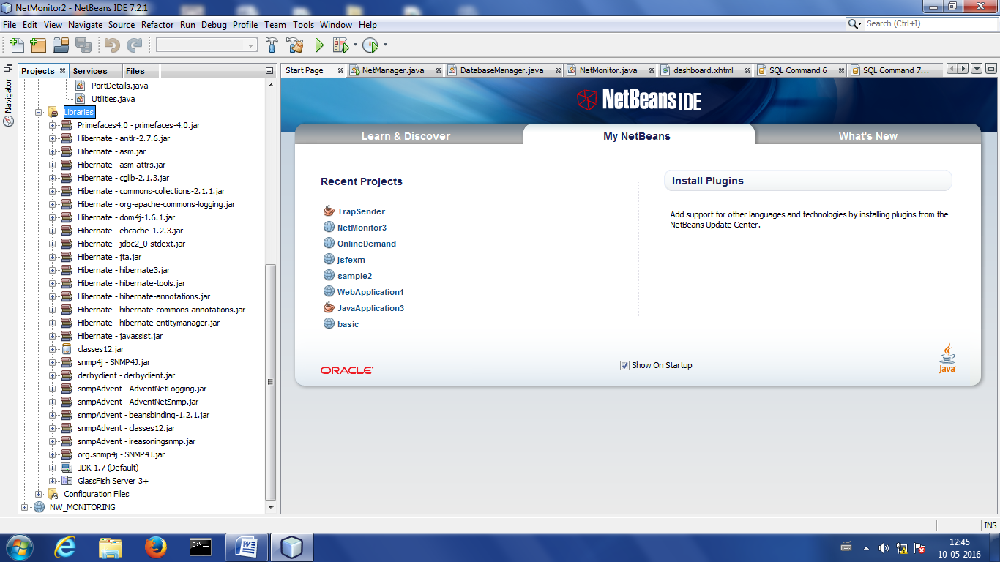 NetMonitor2 - NetBeans IDE 7.2.1
File Edit View Navigate Source Refactor Run Debug Profile Team Tools Window Help
Search (Ctrl+I)
Navigator
Projects Services Files
PortDetails.java
Utilities.java
Libraries
Primefaces4.0 - primefaces-4.0.jar
Hibernate - antlr-2.7.6.jar
Hibernate - asm.jar
Hibernate - asm-attrs.jar
Hibernate - cglib-2.1.3.jar
Hibernate - commons-collections-2.1.1.jar
Hibernate - org-apache-commons-logging.jar
Hibernate - dom4j-1.6.1.jar
Hibernate - ehcache-1.2.3.jar
Hibernate - jdbc2_0-stdext.jar
Hibernate - jta.jar
Hibernate - hibernate3.jar
Hibernate - hibernate-tools.jar
Hibernate - hibernate-annotations.jar
Hibernate - hibernate-commons-annotations.jar
Hibernate - hibernate-entitymanager.jar
Hibernate - javassist.jar
classes12.jar
snmp4j - SNMP4J.jar
derbyclient - derbyclient.jar
snmpAdvent - AdventNetLogging.jar
snmpAdvent - AdventNetSnmp.jar
snmpAdvent - beansbinding-1.2.1.jar
snmpAdvent - classes12.jar
snmpAdvent - ireasoningsnmp.jar
org.snmp4j - SNMP4J.jar
JDK 1.7 (Default)
GlassFish Server 3+
Configuration Files
NW_MONITORING
Start Page NetManager.java DatabaseManager.java NetMonitor.java dashboard.xhtml SQL Command 6 SQL Command 7...
NetBeans IDE
Learn & Discover My NetBeans What's New
Recent Projects
TrapSender
NetMonitor3
OnlineDemand
jsfexm
sample2
WebApplication1
JavaApplication3
basic
Install Plugins
Add support for other languages and technologies by installing plugins from the
NetBeans Update Center.
ORACLE
Show On Startup
Java
INS
C:\
W
12:45
10-05-2016